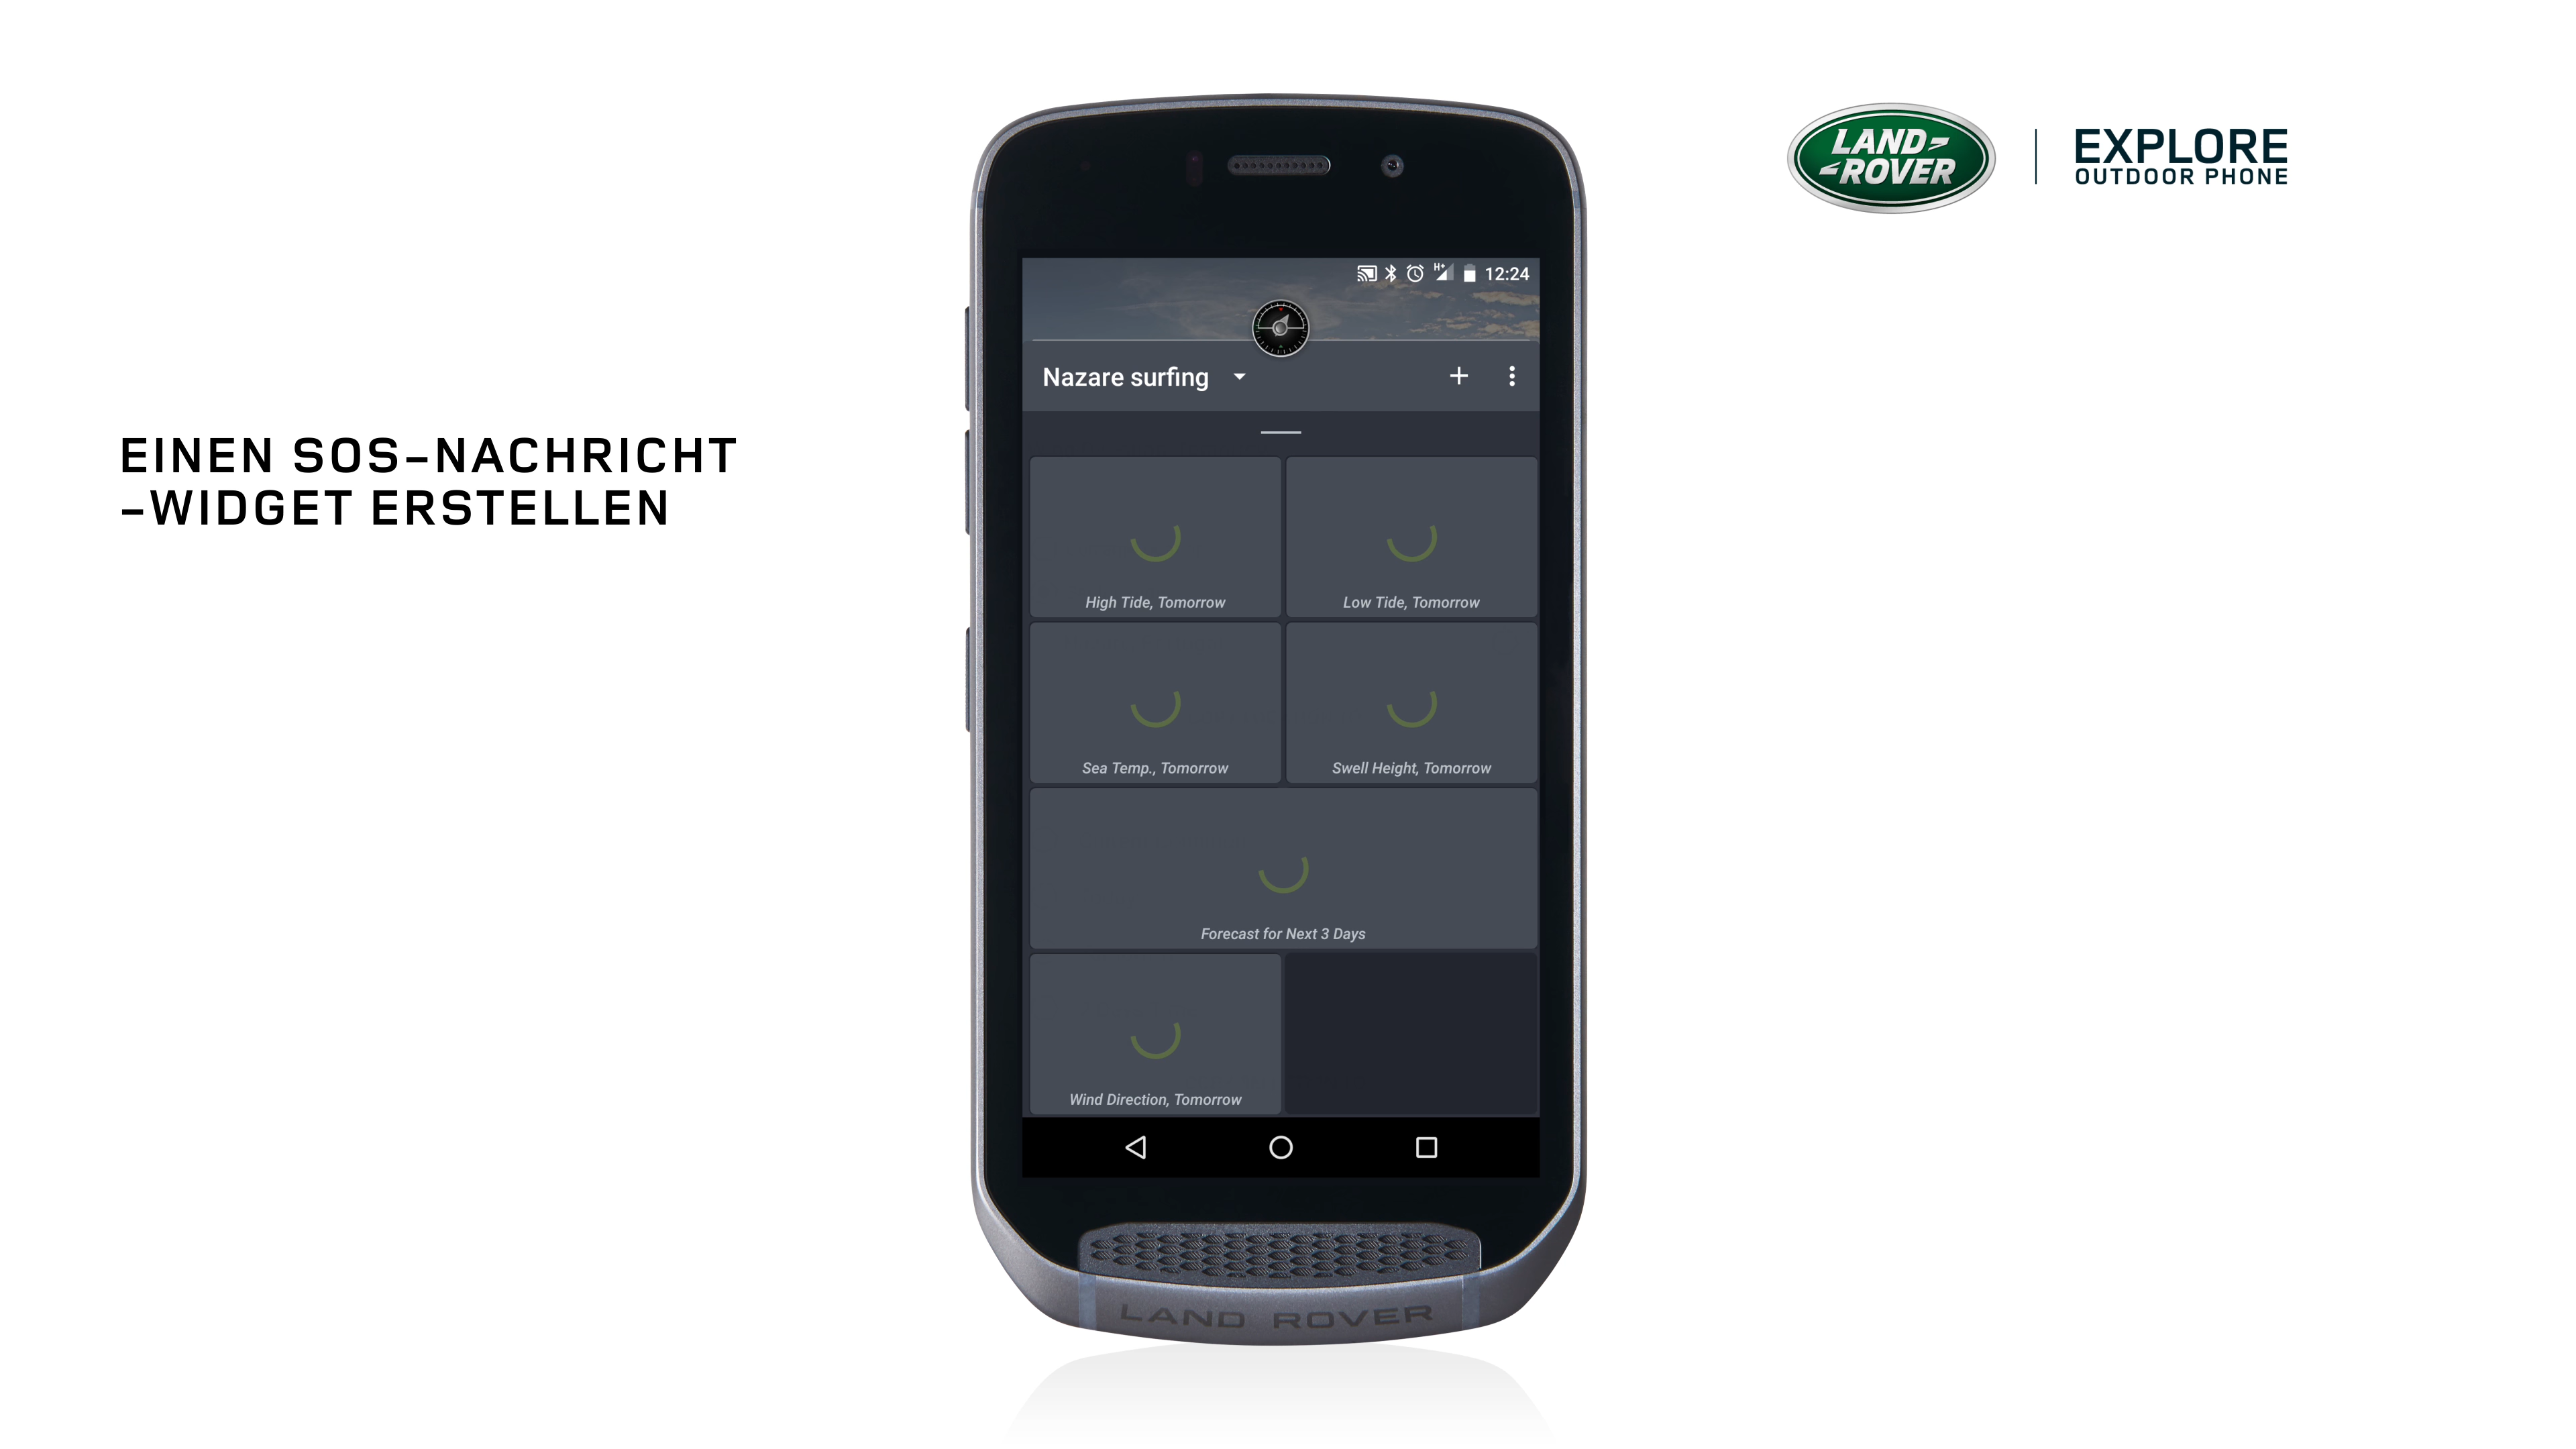 LAND
ROVER
EXPLORE
OUTDOOR PHONE
EINEN SOS-NACHRICHT
-WIDGET ERSTELLEN
H+ 12:24
Nazare surfing
High Tide, Tomorrow
Low Tide, Tomorrow
Sea Temp., Tomorrow
Swell Height, Tomorrow
Forecast for Next 3 Days
Wind Direction, Tomorrow
LAND ROVER